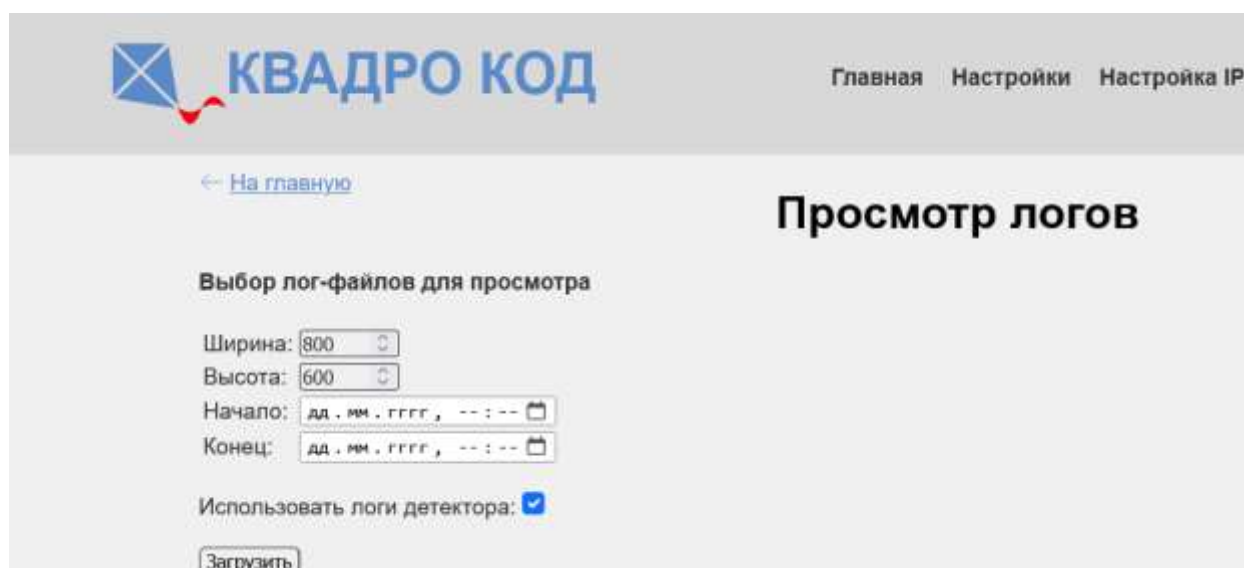 КВАДРО КОД
Главная Настройки Настройка IP
← На главную
Просмотр логов
Выбор лог-файлов для просмотра
Ширина: 800
Высота: 600
Начало: дд.мм.гггг, --:--
Конец: дд.мм.гггг, --:--
Использовать логи детектора:
Загрузить